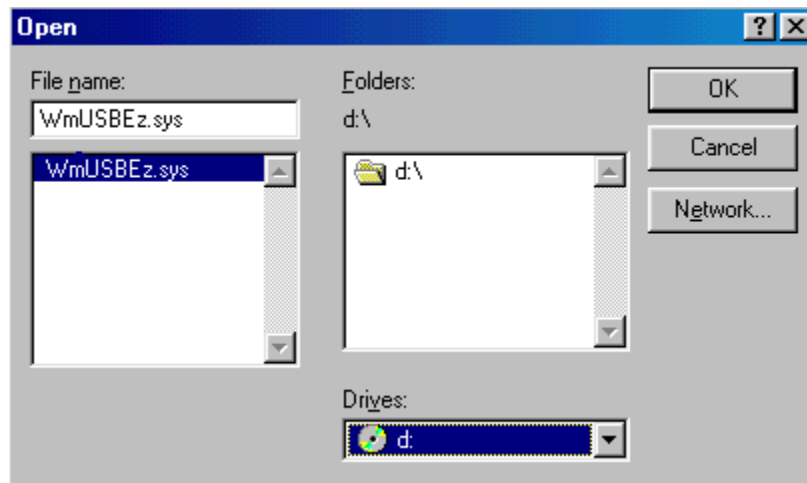 Open
File name:
WmUSBEz.sys
WmUSBEz.sys
Folders:
d:\
d:\
Drives:
d:
OK
Cancel
Network...